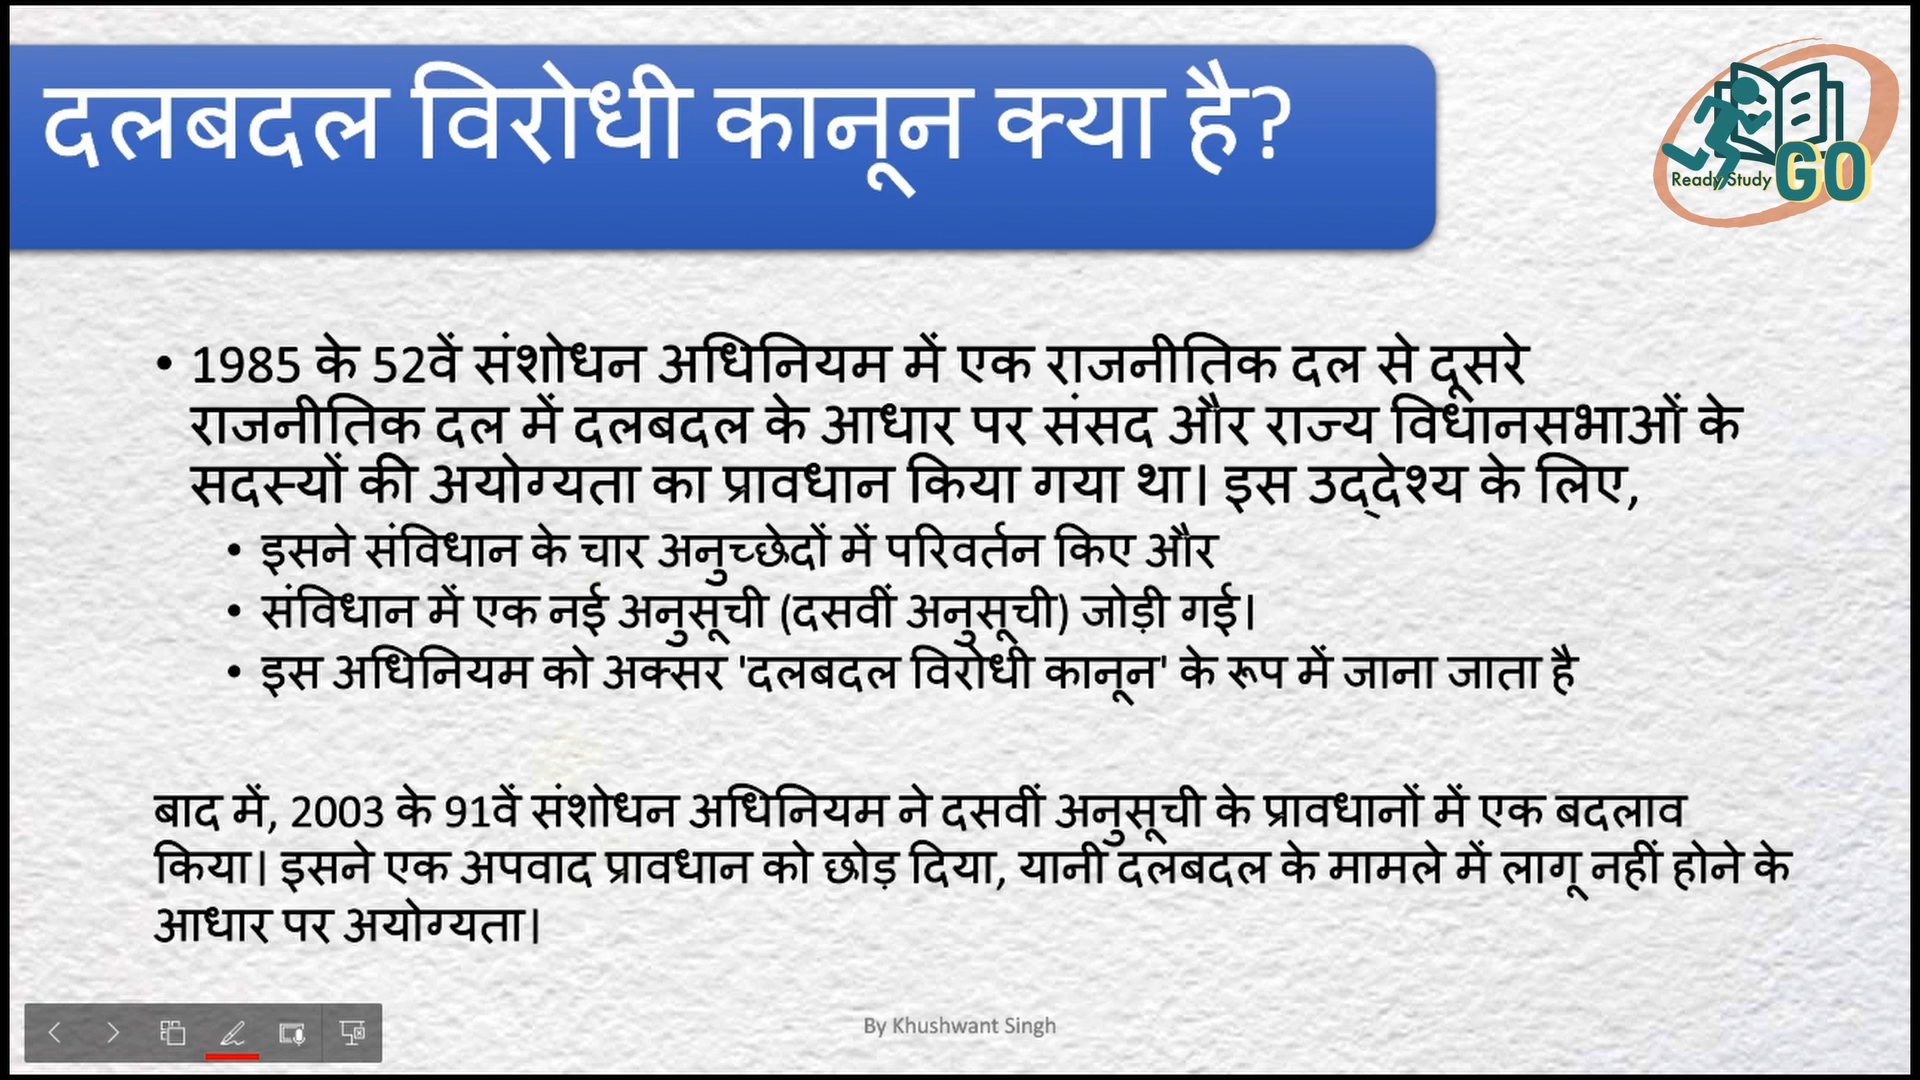 दलबदल विरोधी कानून क्या है?
Ready Study GO
• 1985 के 52वें संशोधन अधिनियम में एक राजनीतिक दल से दूसरे
राजनीतिक दल में दलबदल के आधार पर संसद और राज्य विधानसभाओं के
सदस्यों की अयोग्यता का प्रावधान किया गया था। इस उद्देश्य के लिए,
• इसने संविधान के चार अनुच्छेदों में परिवर्तन किए और
• संविधान में एक नई अनुसूची (दसवीं अनुसूची) जोड़ी गई।
• इस अधिनियम को अक्सर 'दलबदल विरोधी कानून' के रूप में जाना जाता है
बाद में, 2003 के 91वें संशोधन अधिनियम ने दसवीं अनुसूची के प्रावधानों में एक बदलाव
किया। इसने एक अपवाद प्रावधान को छोड़ दिया, यानी दलबदल के मामले में लागू नहीं होने के
आधार पर अयोग्यता।
By Khushwant Singh